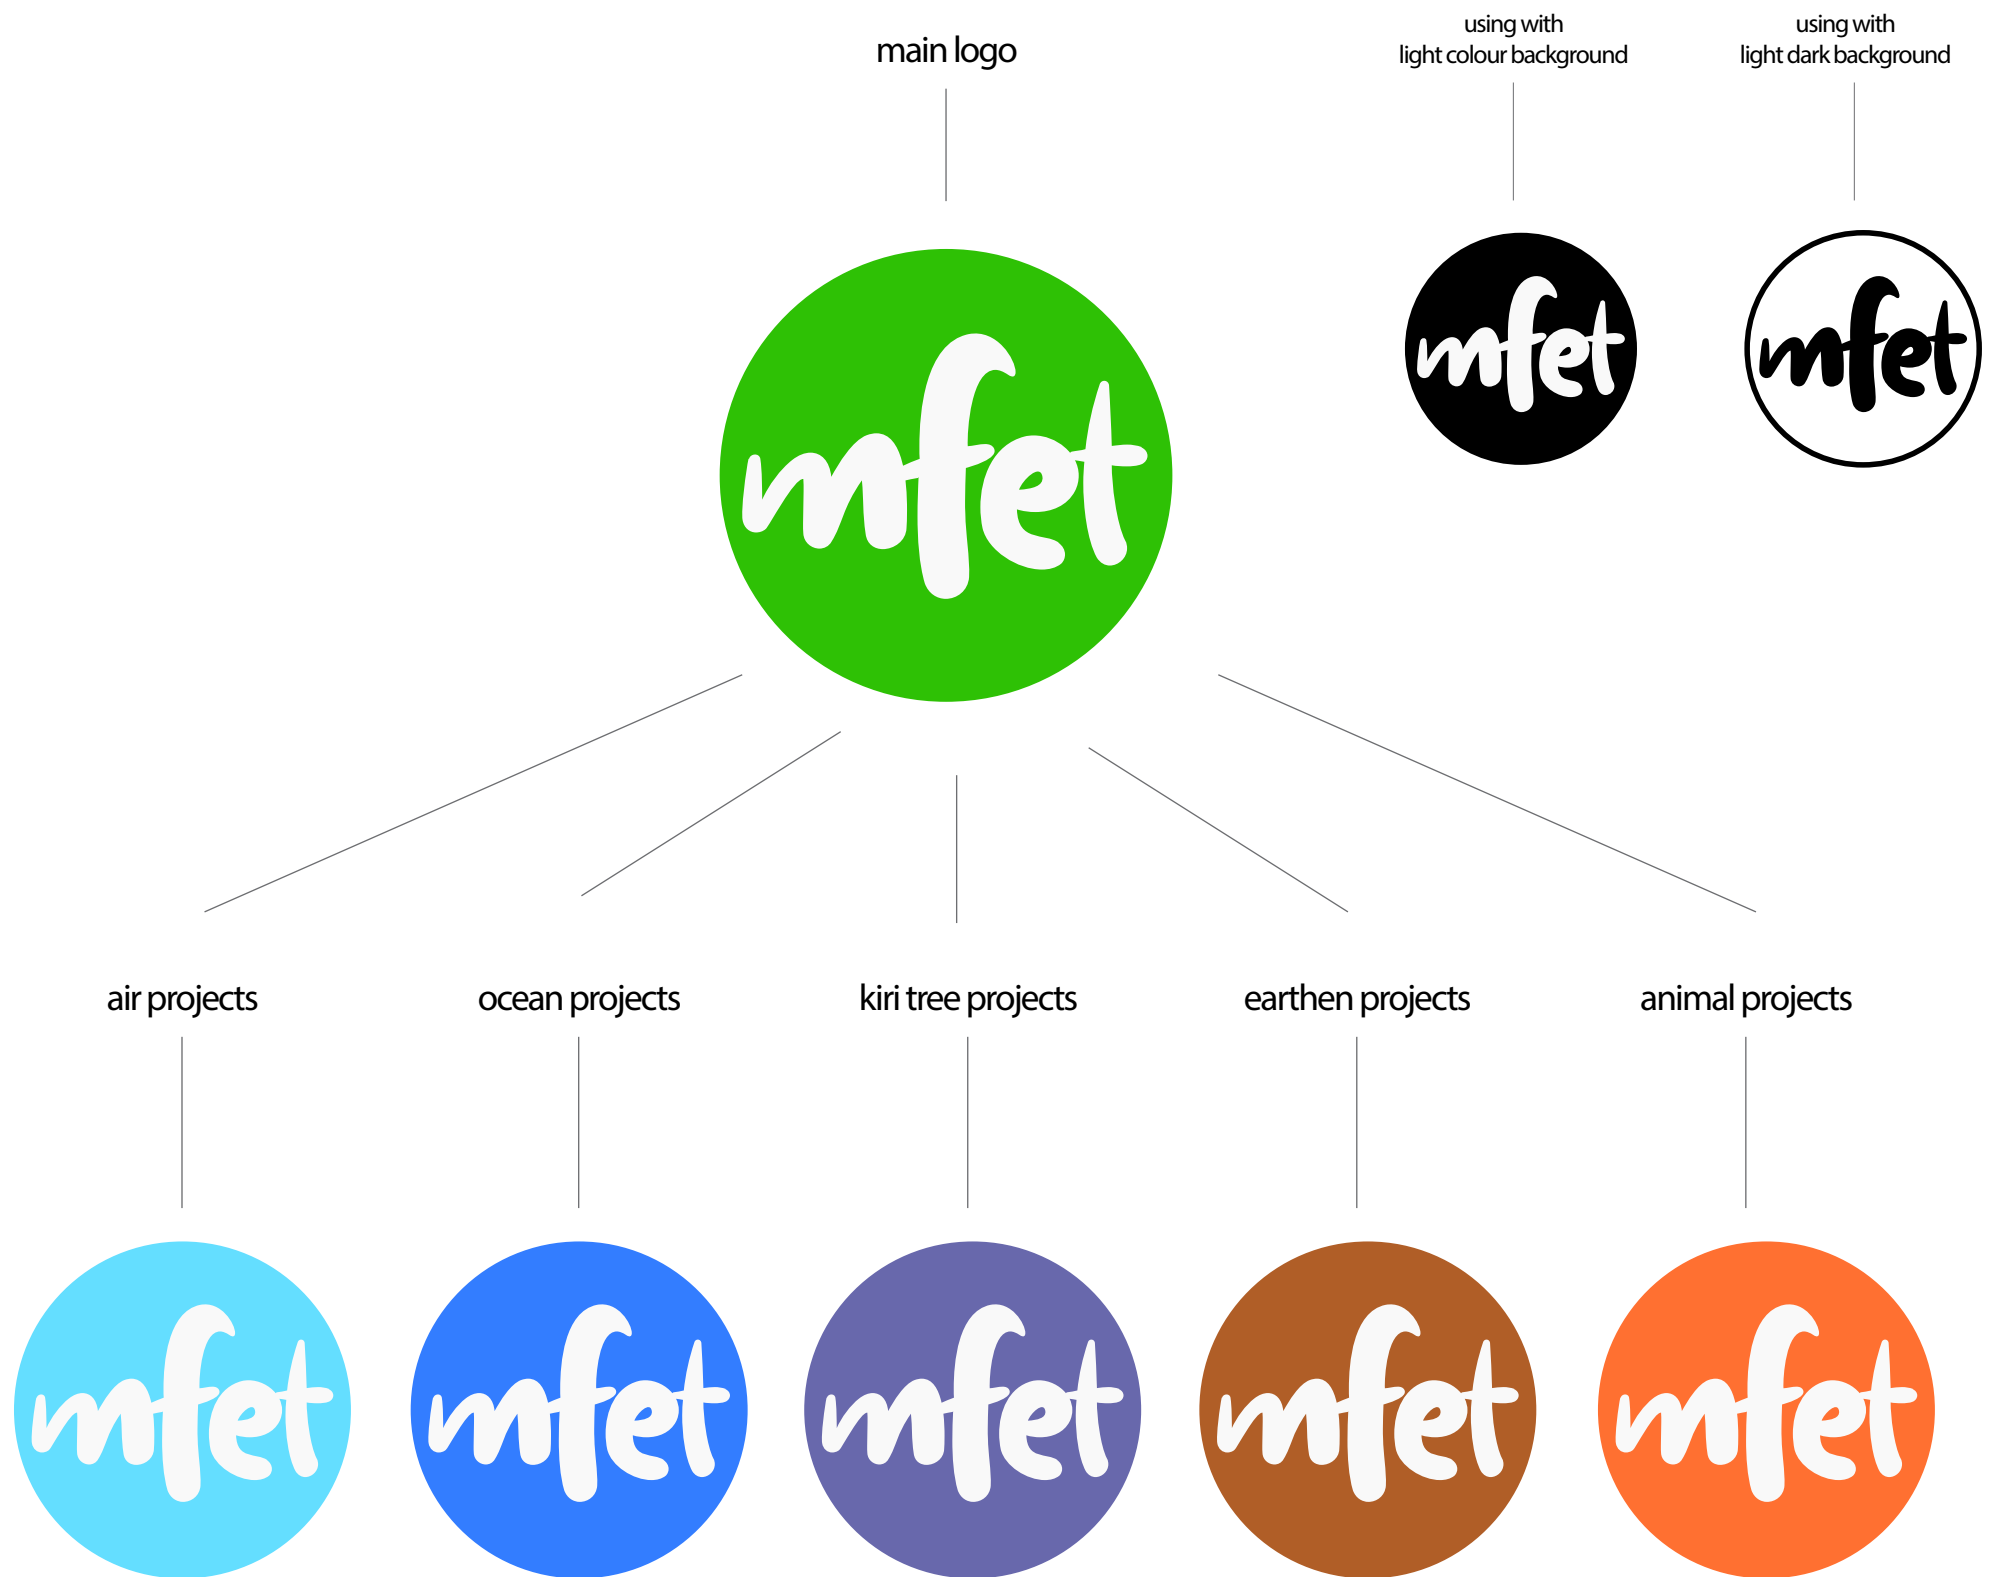 main logo
using with
light colour background
using with
light dark background
mfet
mfet
mfet
air projects
ocean projects
kiri tree projects
earthen projects
animal projects
mfet
mfet
mfet
mfet
mfet